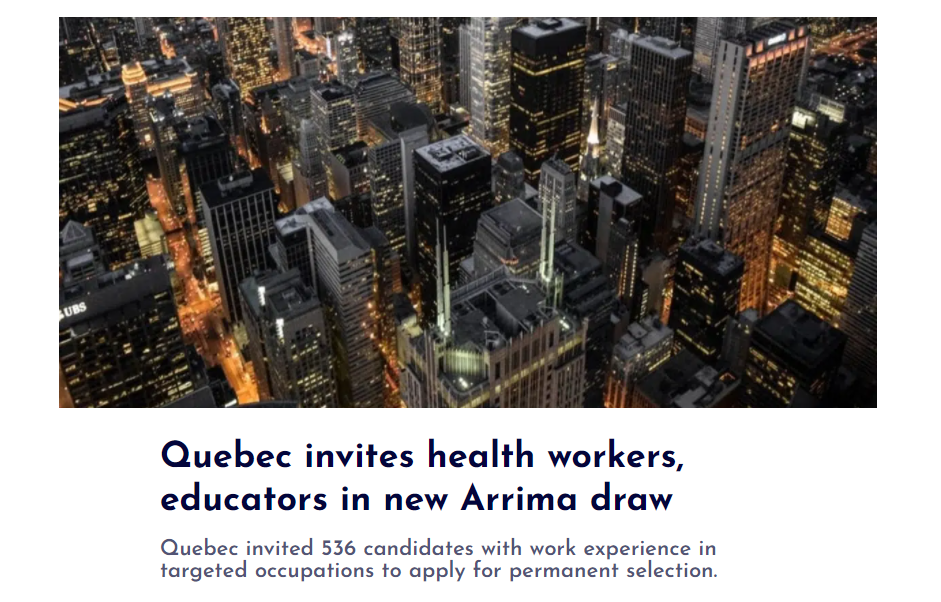 UBS
Quebec invites health workers,
educators in new Arrima draw
Quebec invited 536 candidates with work experience in
targeted occupations to apply for permanent selection.